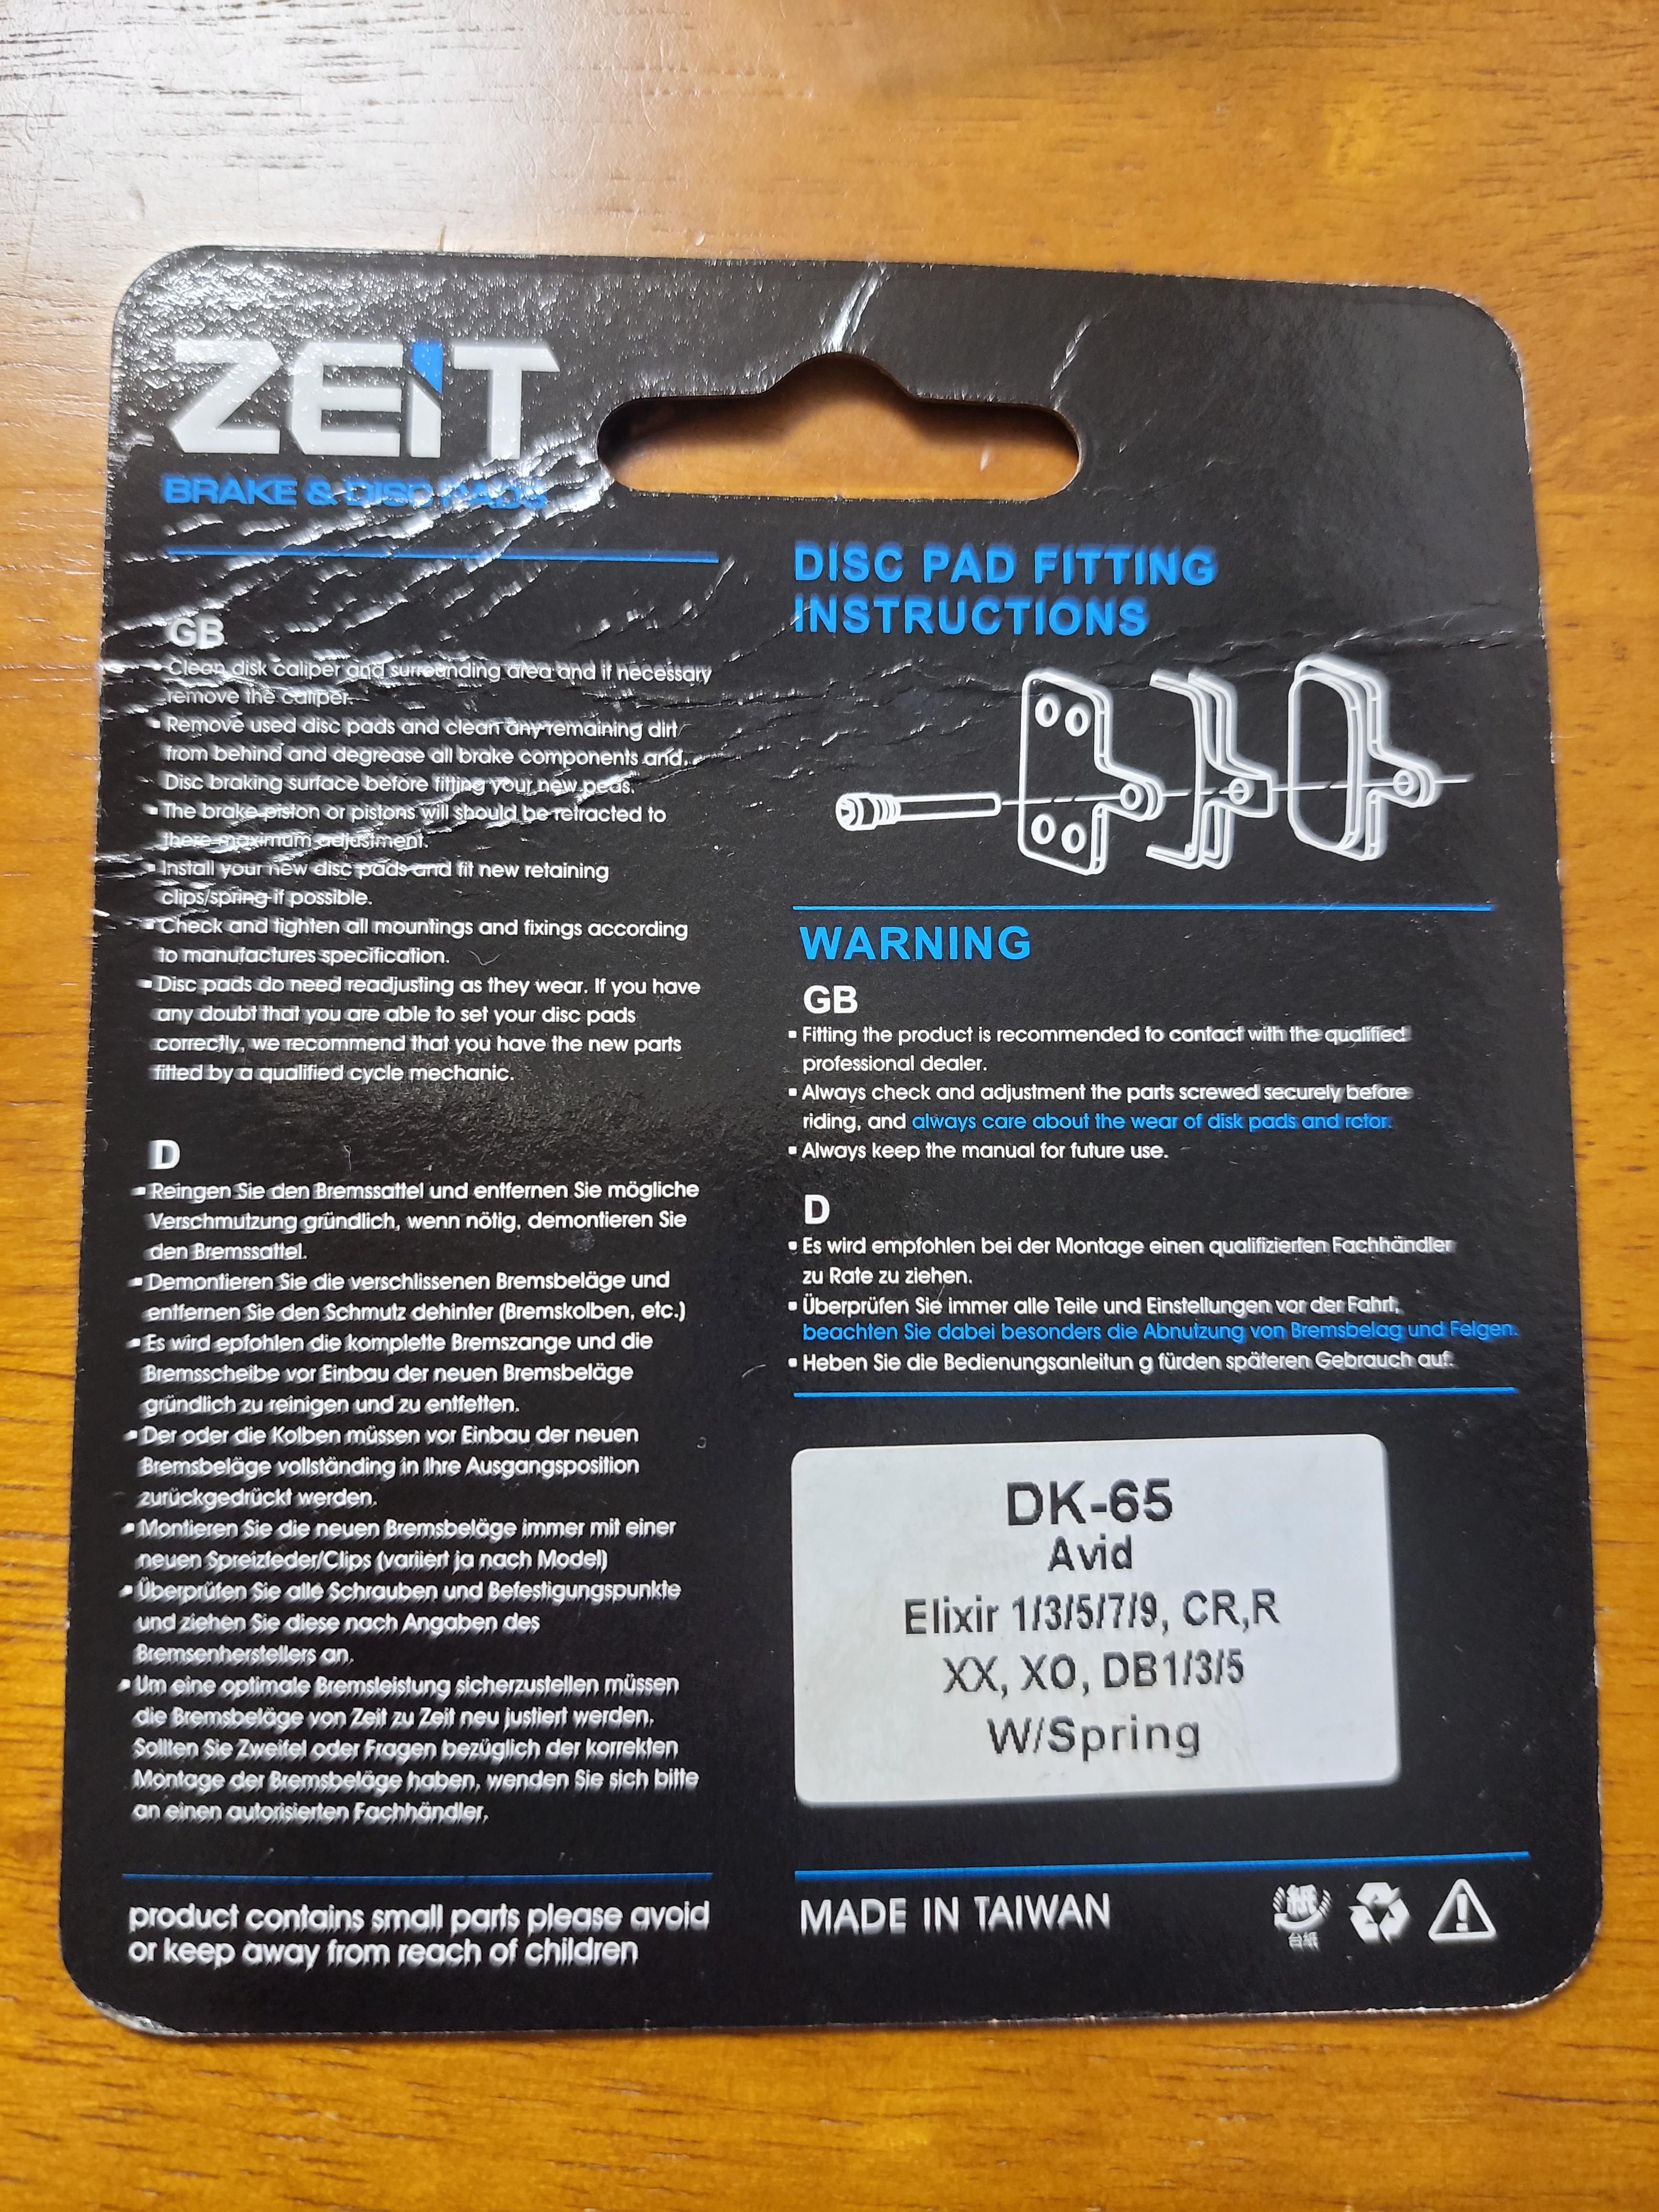 ZEiT
BRAKE & DISC PADS
GB
▪ Clean disk caliper and surrounding area and if necessary
remove the caliper.
▪ Remove used disc pads and clean any remaining dirt
from behind and degrease all brake components and
Disc braking surface before fitting your new peds.
▪ The brake piston or pistons will should be retracted to
there maximum adjustment.
▪ Install your new disc pads and fit new retaining
clips/spring if possible.
▪ Check and tighten all mountings and fixings according
to manufactures specification.
▪ Disc pads do need readjusting as they wear. If you have
any doubt that you are able to set your disc pads
correctly, we recommend that you have the new parts
fitted by a qualified cycle mechanic.
D
▪ Reingen Sie den Bremssattel und entfernen Sie mögliche
Verschmutzung gründlich, wenn nötig, demontieren Sie
den Bremssattel.
▪ Demontieren Sie die verschlissenen Bremsbeläge und
entfernen Sie den Schmutz dehinter (Bremskolben, etc.)
▪ Es wird epfohlen die komplette Bremszange und die
Bremsscheibe vor Einbau der neuen Bremsbeläge
gründlich zu reinigen und zu entfetten.
▪ Der oder die Kolben müssen vor Einbau der neuen
Bremsbeläge vollständing in Ihre Ausgangsposition
zurückgedrückt werden.
▪ Montieren Sie die neuen Bremsbeläge immer mit einer
neuen Spreizfeder/Clips (variiert ja nach Model)
▪ Überprüfen Sie alle Schrauben und Befestigungspunkte
und ziehen Sie diese nach Angaben des
Bremsenherstellers an.
▪ Um eine optimale Bremsleistung sicherzustellen müssen
die Bremsbeläge von Zeit zu Zeit neu justiert werden.
Sollten Sie Zweifel oder Fragen bezüglich der korrekten
Montage der Bremsbeläge haben, wenden Sie sich bitte
an einen autorisierten Fachhändler.
product contains small parts please avoid
or keep away from reach of children
DISC PAD FITTING
INSTRUCTIONS
WARNING
GB
▪ Fitting the product is recommended to contact with the qualified
professional dealer.
▪ Always check and adjustment the parts screwed securely before
riding, and always care about the wear of disk pads and rotor.
▪ Always keep the manual for future use.
D
▪ Es wird empfohlen bei der Montage einen qualifizierten Fachhändler
zu Rate zu ziehen.
▪ Überprüfen Sie immer alle Teile und Einstellungen vor der Fahrt,
beachten Sie dabei besonders die Abnutzung von Bremsbelag und Felgen.
▪ Heben Sie die Bedienungsanleitun g fürden späteren Gebrauch auf.
DK-65
Avid
Elixir 1/3/5/7/9, CR,R
XX, XO, DB1/3/5
W/Spring
MADE IN TAIWAN
紙
台紙